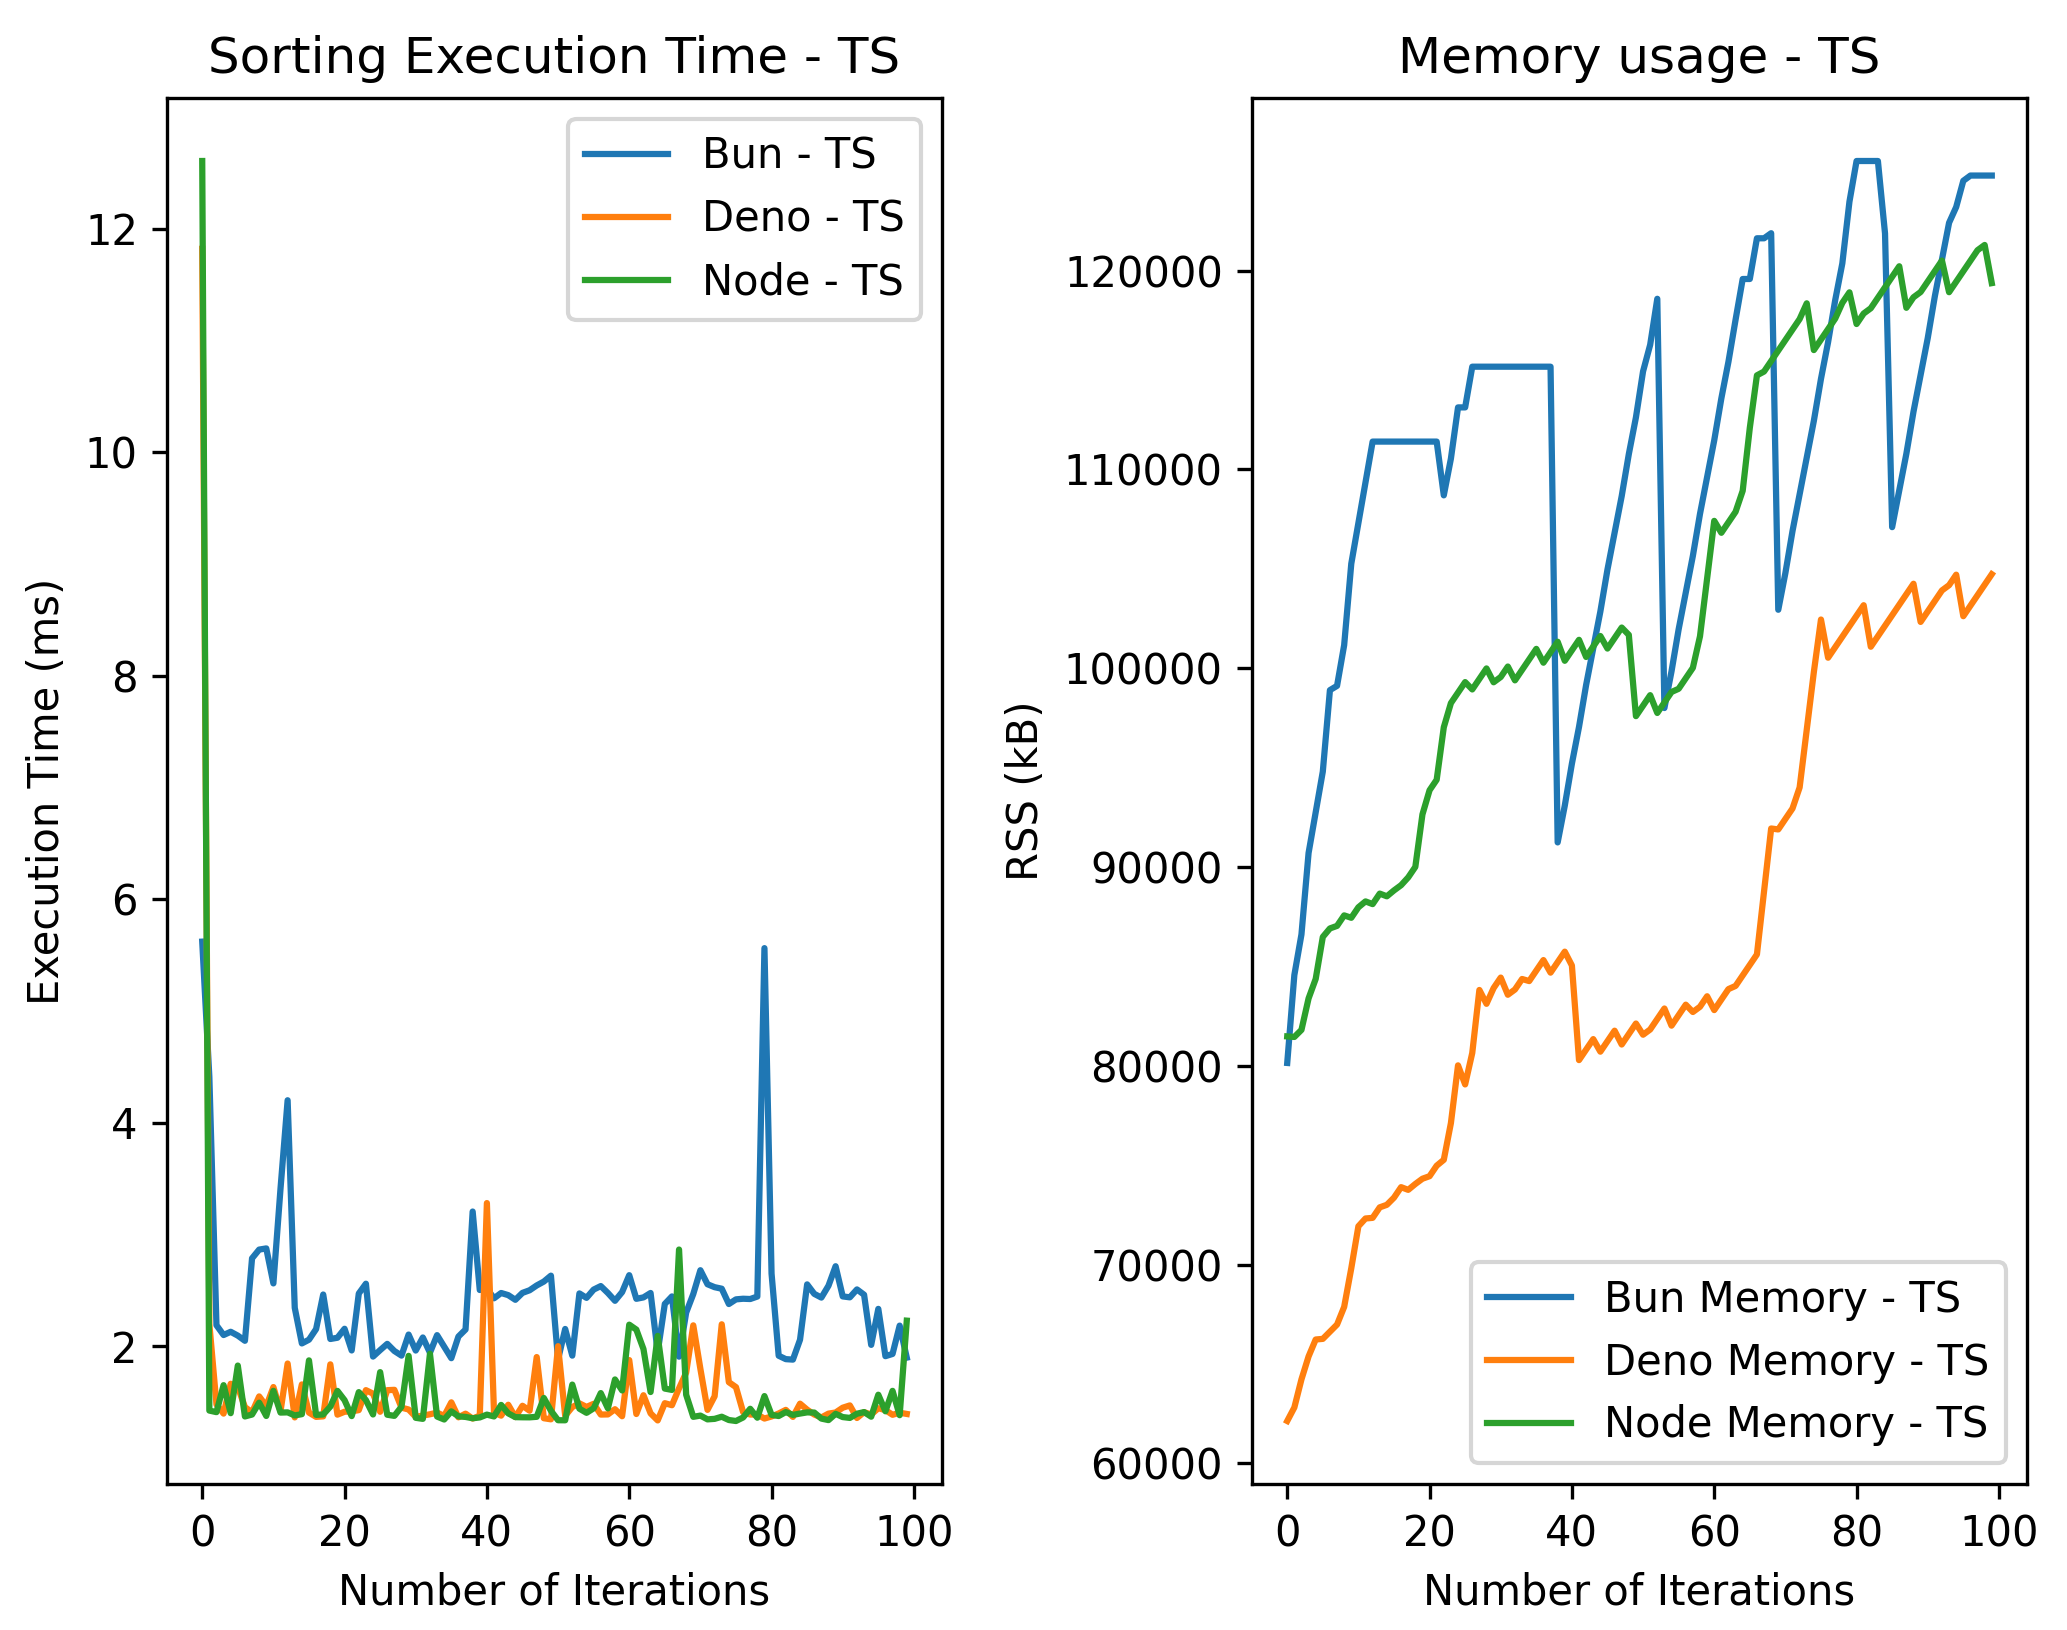 Sorting Execution Time - TS
Execution Time (ms)
12
10
8
6
4
2
Bun - TS
Deno - TS
Node - TS
0 20 40 60 80 100
Number of Iterations
Memory usage - TS
RSS (kB)
120000
110000
100000
90000
80000
70000
60000
Bun Memory - TS
Deno Memory - TS
Node Memory - TS
0 20 40 60 80 100
Number of Iterations